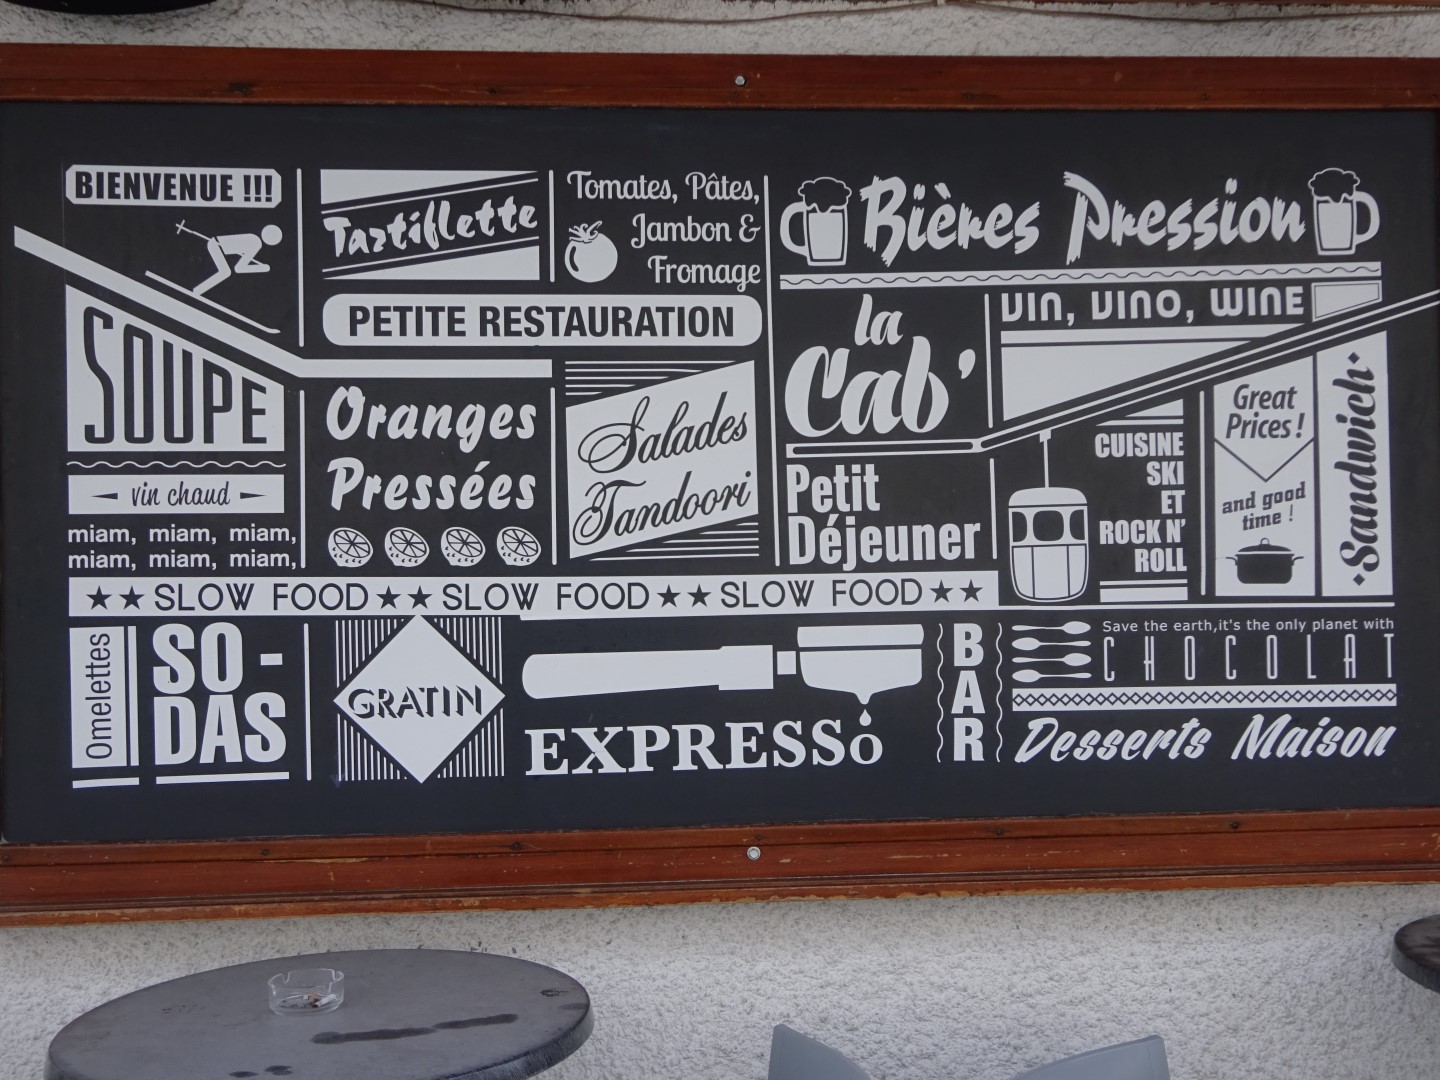 BIENVENUE !!!
SOUPE
vin chaud
miam, miam, miam,
miam, miam, miam,
Tartiflette
Tomates, Pâtes,
Jambon &
Fromage
PETITE RESTAURATION
Oranges
Pressées
Salades
Tandoori
Bières Pression
la
Cab'
VIN, VINO, WINE
Petit
Déjeuner
CUISINE
SKI
ET
ROCK N'
ROLL
Great
Prices !
and good
time !
Sandwich
★★SLOW FOOD★★SLOW FOOD★★SLOW FOOD★★
Omelettes
SO -
DAS
GRATIN
EXPRESSo
BAR
Save the earth,it's the only planet with
CHOCOLAT
Desserts Maison